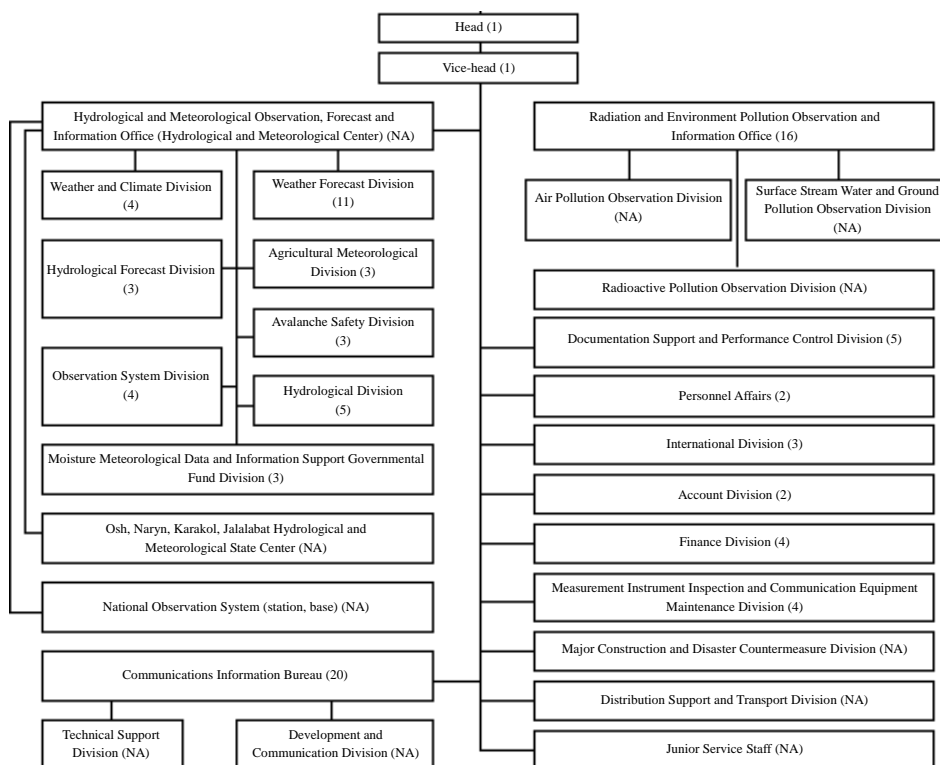 Head (1)
Vice-head (1)
Hydrological and Meteorological Observation, Forecast and
Information Office (Hydrological and Meteorological Center) (NA)
Weather and Climate Division
(4)
Weather Forecast Division
(11)
Hydrological Forecast Division
(3)
Agricultural Meteorological
Division (3)
Avalanche Safety Division
(3)
Observation System Division
(4)
Hydrological Division
(5)
Moisture Meteorological Data and Information Support Governmental
Fund Division (3)
Osh, Naryn, Karakol, Jalalabat Hydrological and
Meteorological State Center (NA)
National Observation System (station, base) (NA)
Communications Information Bureau (20)
Technical Support
Division (NA)
Development and
Communication Division (NA)
Radiation and Environment Pollution Observation and
Information Office (16)
Air Pollution Observation Division
(NA)
Surface Stream Water and Ground
Pollution Observation Division
(NA)
Radioactive Pollution Observation Division (NA)
Documentation Support and Performance Control Division (5)
Personnel Affairs (2)
International Division (3)
Account Division (2)
Finance Division (4)
Measurement Instrument Inspection and Communication Equipment
Maintenance Division (4)
Major Construction and Disaster Countermeasure Division (NA)
Distribution Support and Transport Division (NA)
Junior Service Staff (NA)